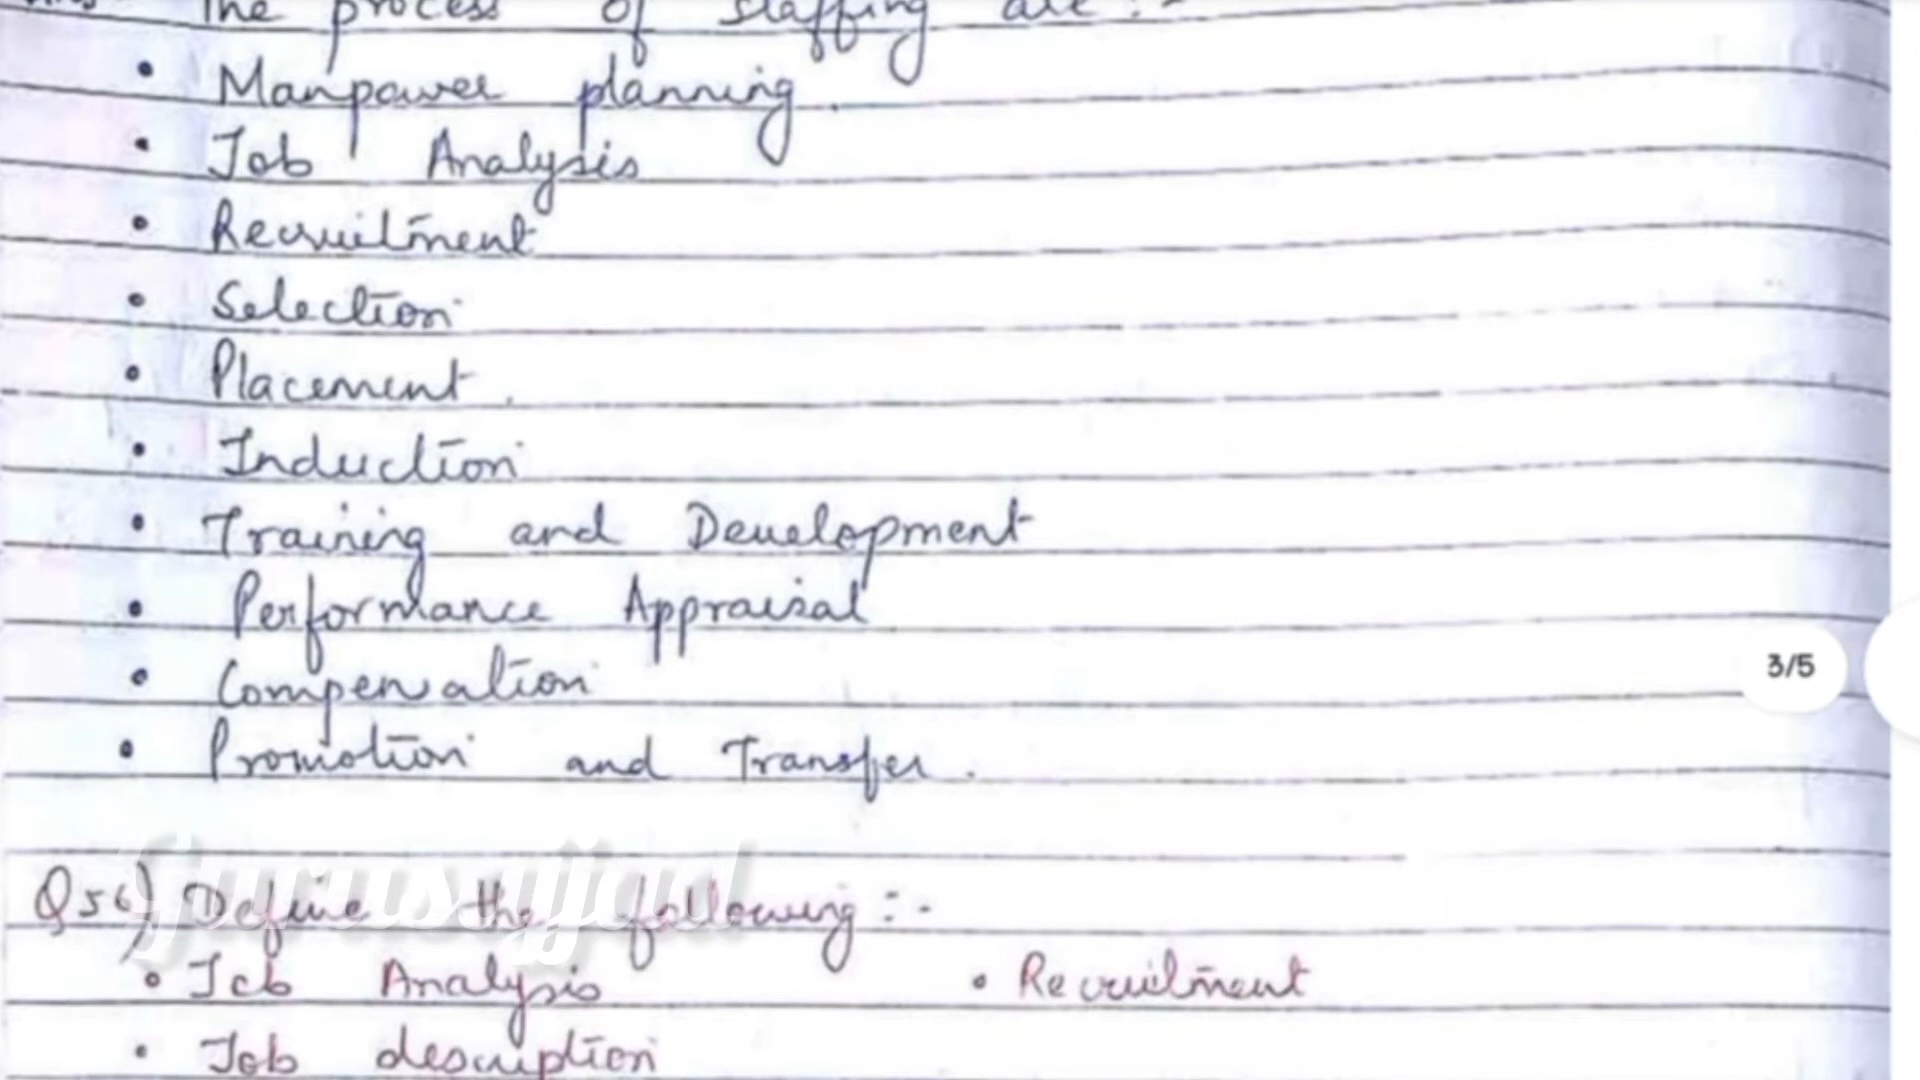 The process of staffing are :-
• Manpower planning.
• Job Analysis
• Recruitment
• Selection
• Placement.
• Induction
• Training and Development
• Performance Appraisal
• Compensation
• Promotion and Transfer.
3/5
Q56) Define the following :-
• Job Analysis • Recruitment
• Job description